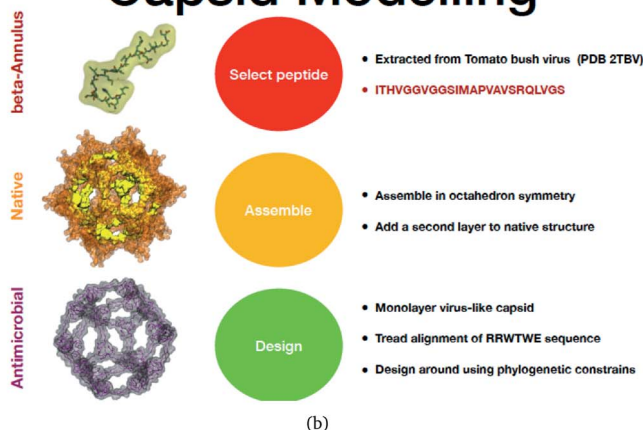 Capsid Modelling
beta-Annulus
Select peptide
• Extracted from Tomato bush virus (PDB 2TBV)
• ITHVGGVGGSIMAPVAVSRQLVGS
Native
Assemble
• Assemble in octahedron symmetry
• Add a second layer to native structure
Antimicrobial
Design
• Monolayer virus-like capsid
• Tread alignment of RRWTWE sequence
• Design around using phylogenetic constrains
(b)